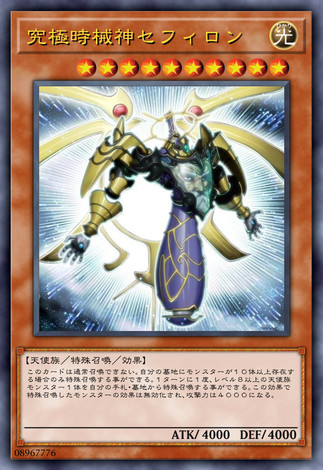 究極時械神セフィロン
光
【天使族／特殊召喚／効果】
このカードは通常召喚できない。自分の墓地にモンスターが１０体以上存在す
る場合のみ特殊召喚する事ができる。１ターンに１度、レベル８以上の天使族
モンスター１体を自分の手札・墓地から特殊召喚する事ができる。この効果で
特殊召喚したモンスターの効果は無効化され、攻撃力は４０００になる。
ATK/ 4000 DEF/ 4000
08967776